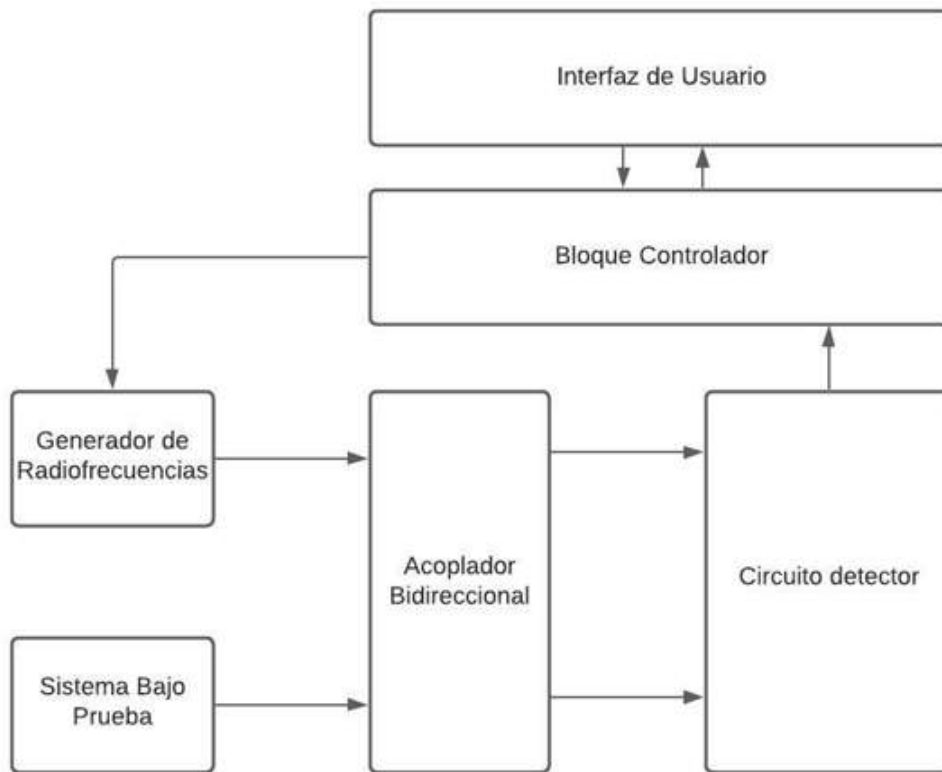 Interfaz de Usuario
Bloque Controlador
Generador de
Radiofrecuencias
Acoplador
Bidireccional
Circuito detector
Sistema Bajo
Prueba